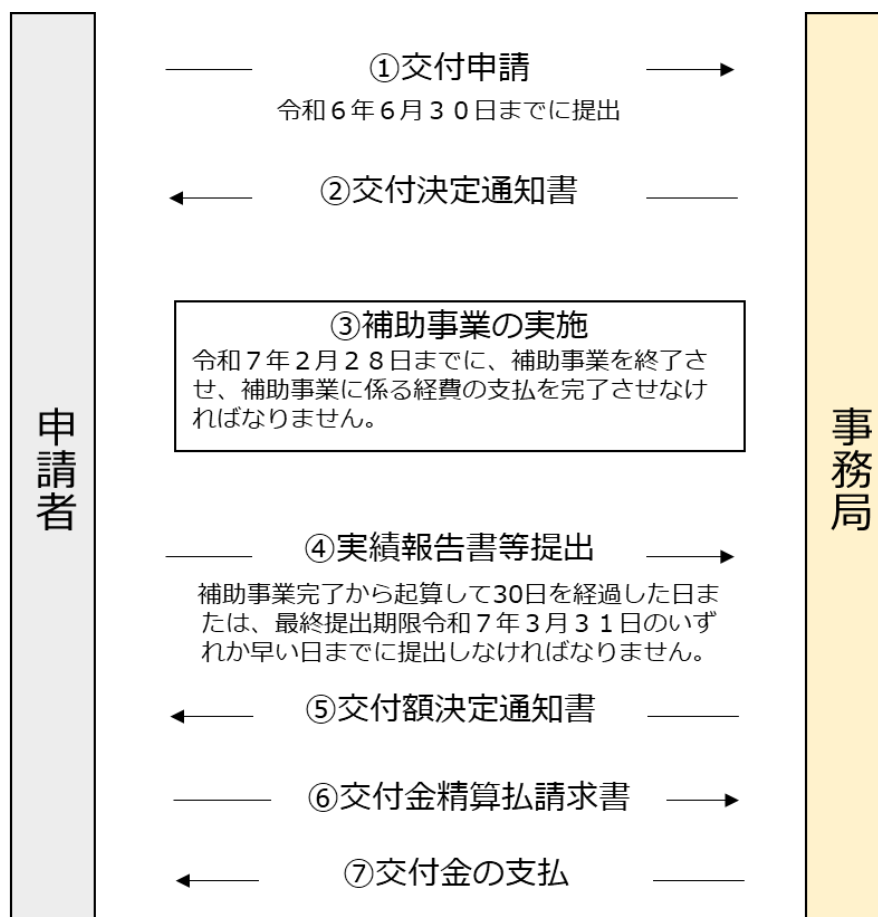 ①交付申請
令和６年６月３０日までに提出
②交付決定通知書
③補助事業の実施
令和７年２月２８日までに、補助事業を終了さ
せ、補助事業に係る経費の支払を完了させなけ
ればなりません。
申請者
事務局
④実績報告書等提出
補助事業完了から起算して30日を経過した日ま
たは、最終提出期限令和７年３月３１日のいず
れか早い日までに提出しなければなりません。
⑤交付額決定通知書
⑥交付金精算払請求書
⑦交付金の支払